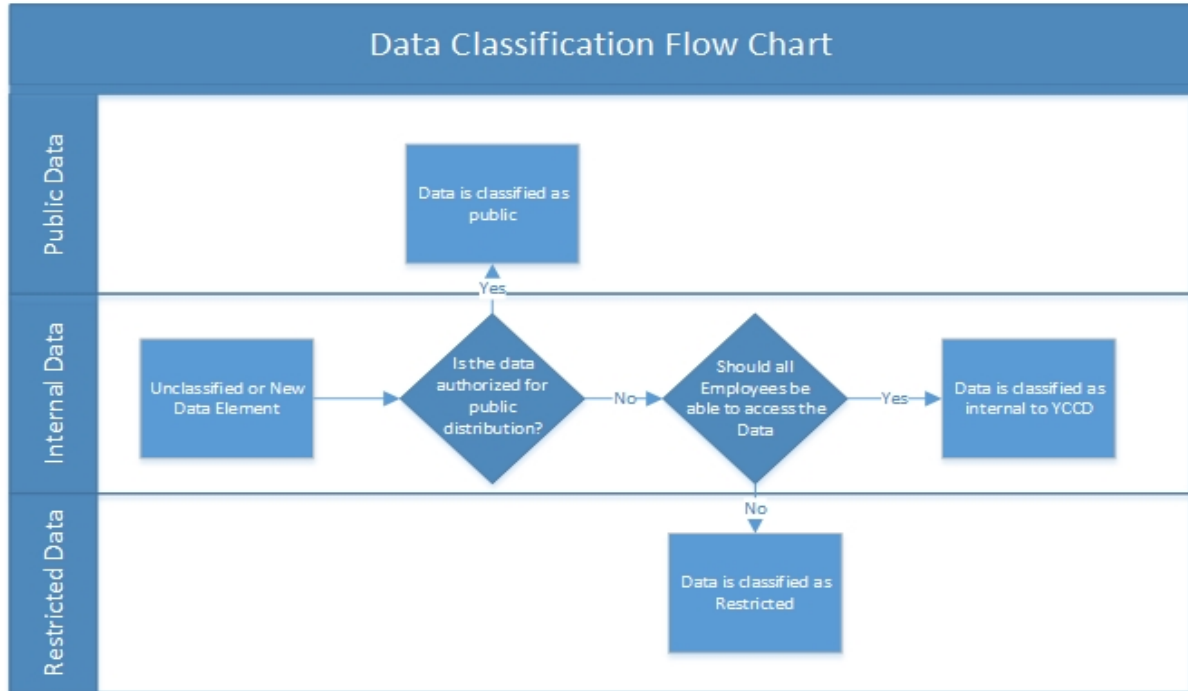 Data Classification Flow Chart
Public Data
Data is classified as
public
Yes
Internal Data
Unclassified or New
Data Element
Is the data
authorized for
public
distribution?
No
Should all
Employees be
able to access the
Data
Yes
Data is classified as
internal to YCCD
Restricted Data
No
Data is classified as
Restricted